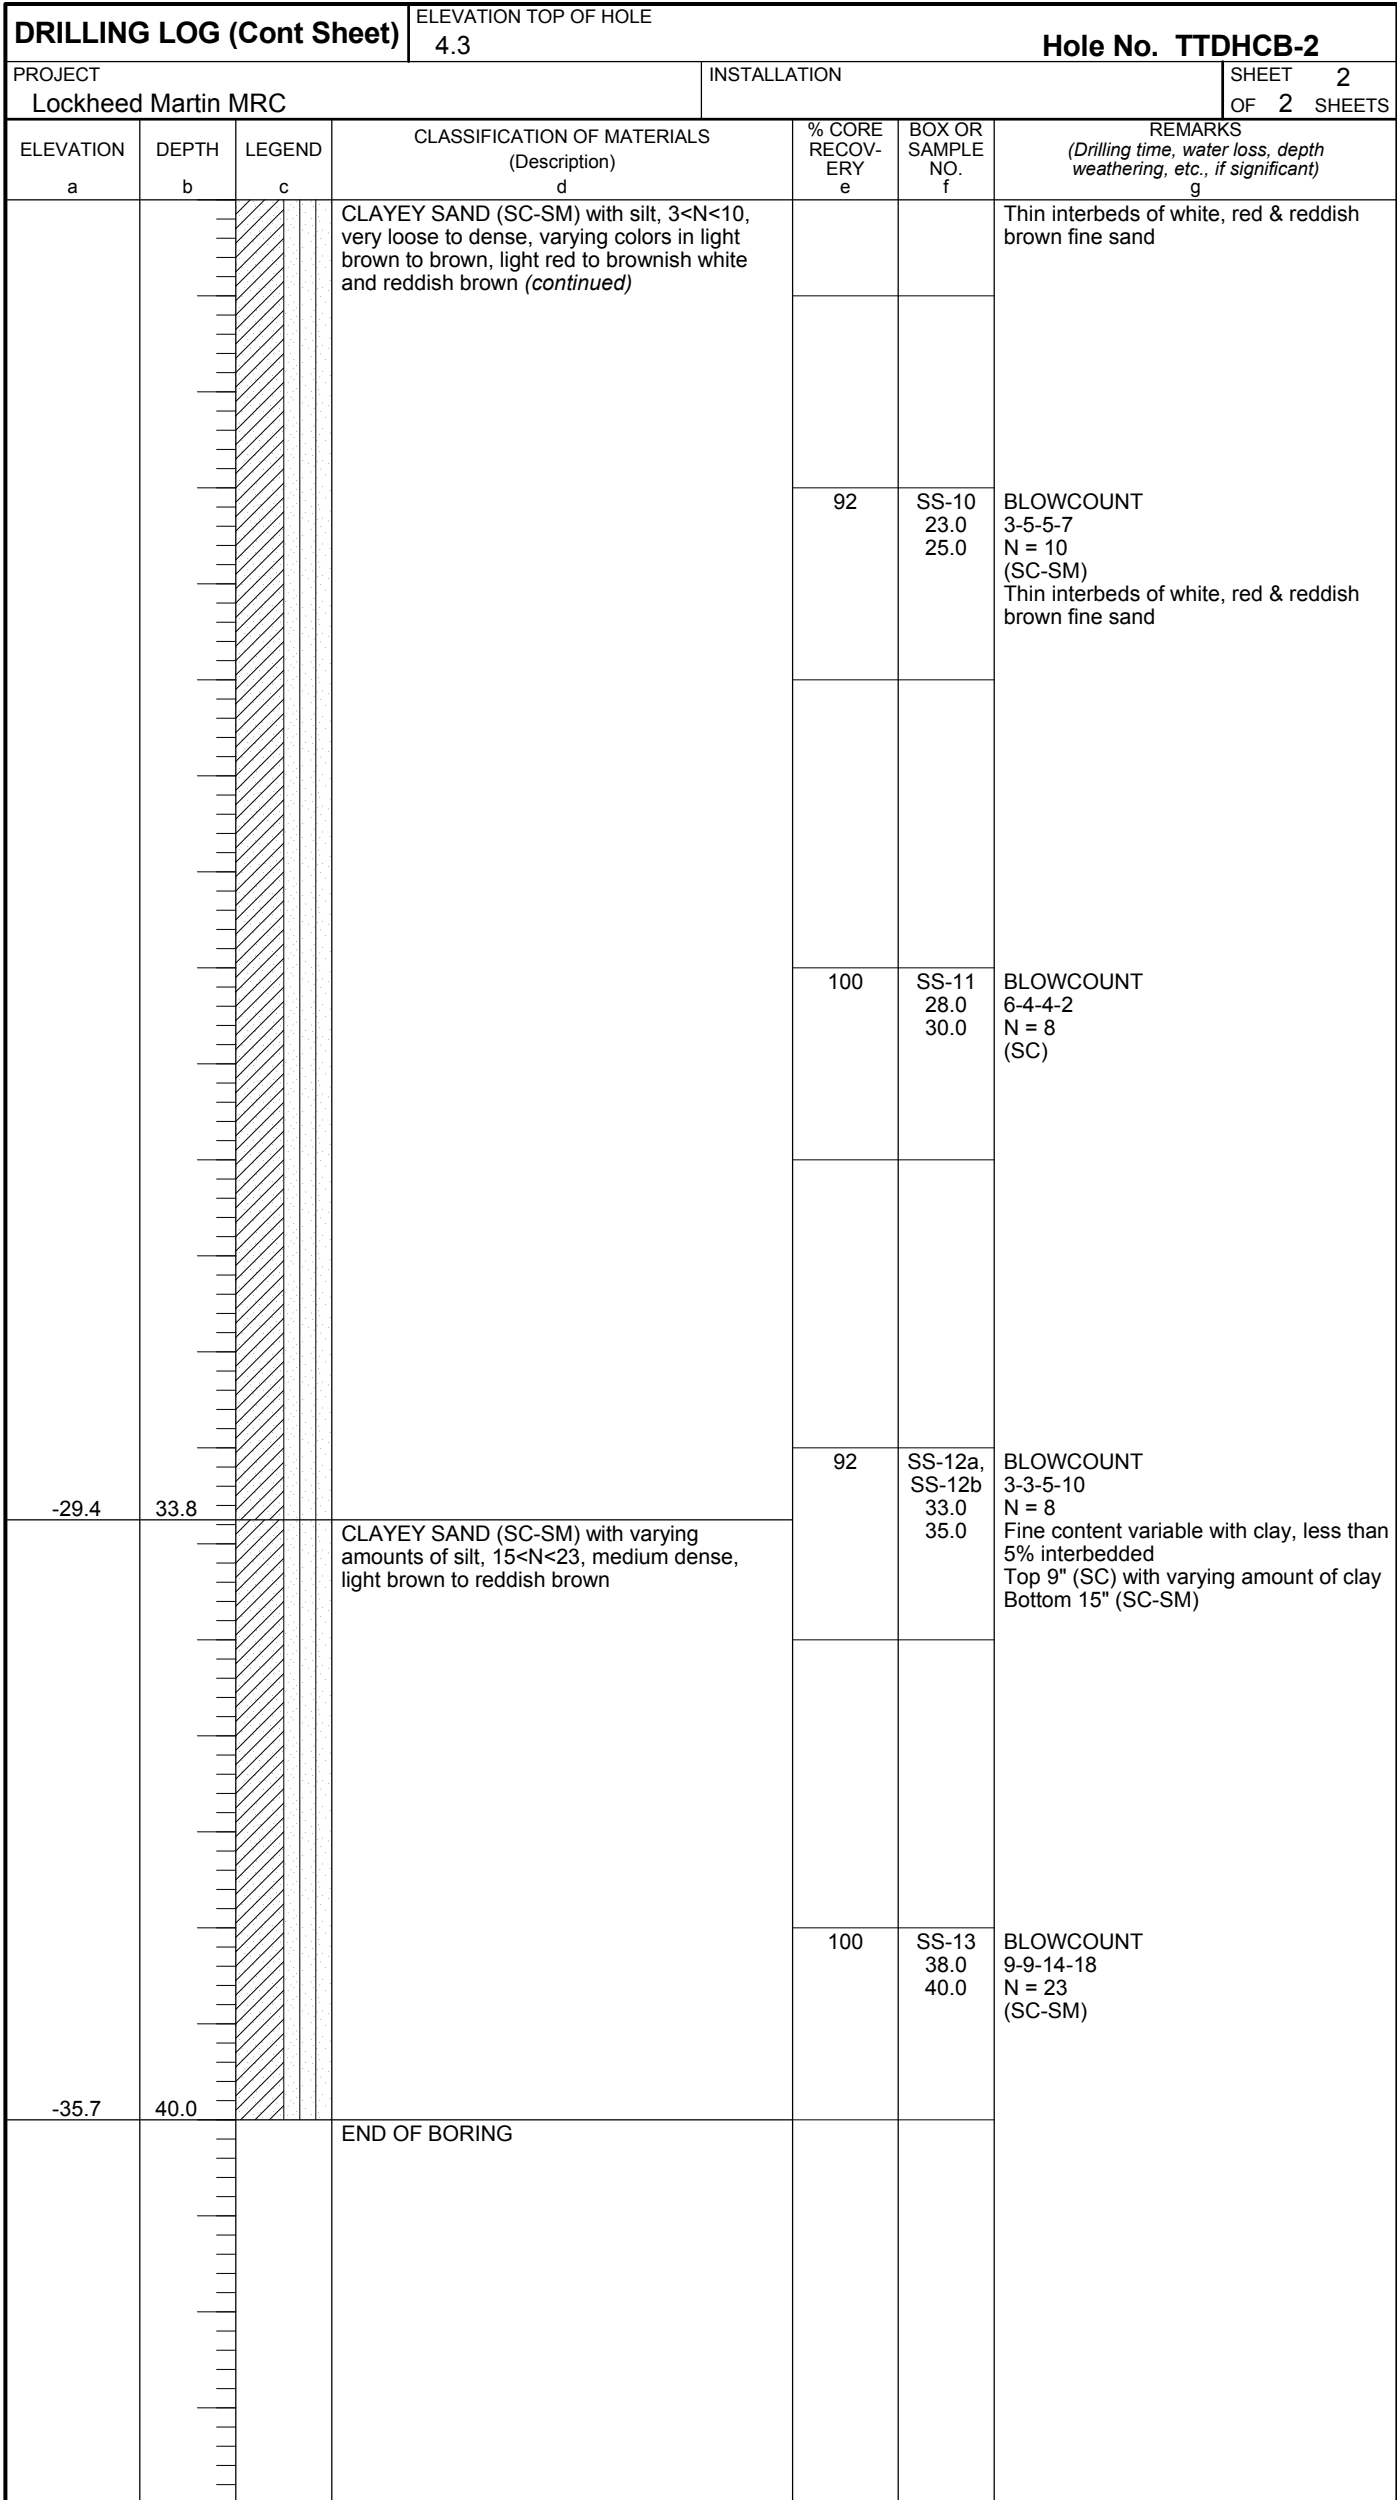 DRILLING LOG (Cont Sheet)
ELEVATION TOP OF HOLE
4.3
Hole No. TTDHCB-2
PROJECT
Lockheed Martin MRC
INSTALLATION
SHEET 2
OF 2 SHEETS
ELEVATION
a
DEPTH
b
LEGEND
c
CLASSIFICATION OF MATERIALS
(Description)
d
% CORE
RECOV-
ERY
e
BOX OR
SAMPLE
NO.
f
REMARKS
(Drilling time, water loss, depth
weathering, etc., if significant)
g
CLAYEY SAND (SC-SM) with silt, 3<N<10,
very loose to dense, varying colors in light
brown to brown, light red to brownish white
and reddish brown (continued)
Thin interbeds of white, red & reddish
brown fine sand
92
SS-10
23.0
25.0
BLOWCOUNT
3-5-5-7
N = 10
(SC-SM)
Thin interbeds of white, red & reddish
brown fine sand
100
SS-11
28.0
30.0
BLOWCOUNT
6-4-4-2
N = 8
(SC)
92
SS-12a,
SS-12b
33.0
35.0
BLOWCOUNT
3-3-5-10
N = 8
Fine content variable with clay, less than
5% interbedded
Top 9" (SC) with varying amount of clay
Bottom 15" (SC-SM)
-29.4
33.8
CLAYEY SAND (SC-SM) with varying
amounts of silt, 15<N<23, medium dense,
light brown to reddish brown
100
SS-13
38.0
40.0
BLOWCOUNT
9-9-14-18
N = 23
(SC-SM)
-35.7
40.0
END OF BORING